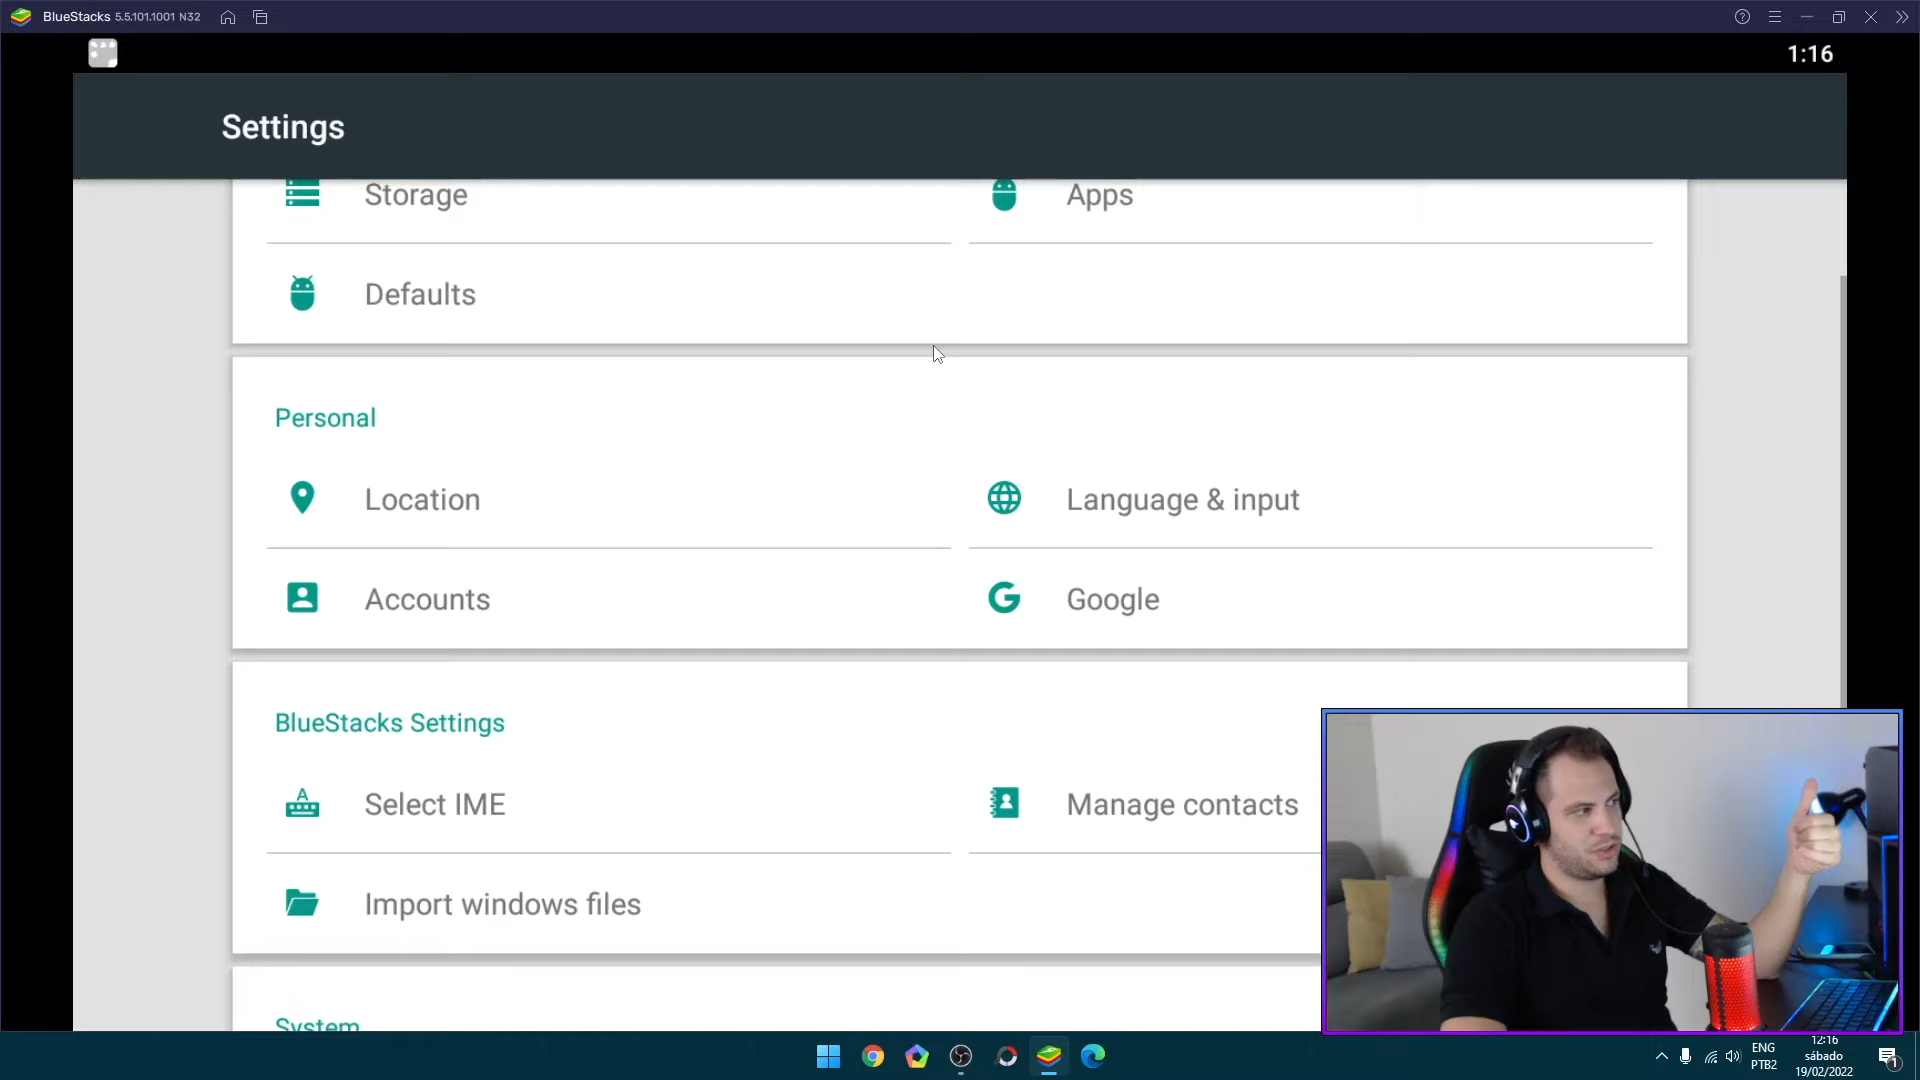 BlueStacks 5.5.101.1001 N32
1:16
Settings
Storage
Apps
Defaults
Personal
Location
Language & input
Accounts
Google
BlueStacks Settings
Select IME
Manage contacts
Import windows files
System
ENG
PTB2
12:16
sábado
19/02/2022
1